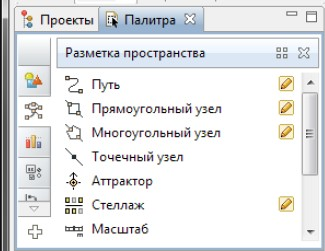 Проекты Палитра
Разметка пространства
Путь
Прямоугольный узел
Многоугольный узел
Точечный узел
Аттрактор
Стеллаж
Масштаб